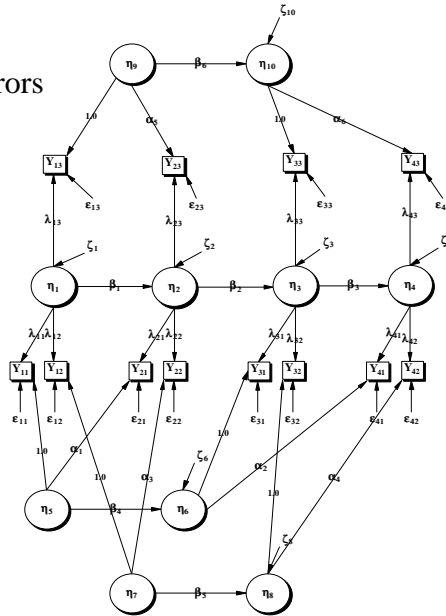 ζ10
η9 β6 η10
rrors
1.0 α5 1.0 α6
Y13 Y23 Y33 Y43
ε13 ε23 ε33 ε4
λ13 λ23 λ33 λ43
ζ1 ζ2 ζ3 ζ
η1 β1 η2 β2 η3 β3 η4
λ11 λ12 λ21 λ22 λ31 λ32 λ41 λ42
Y11 Y12 Y21 Y22 Y31 Y32 Y41 Y42
ε11 ε12 ε21 ε22 ε31 ε32 ε41 ε42
1.0 α1 1.0 α3 ζ6 1.0 α2 1.0 α4
η5 β4 η6
ζ8
η7 β5 η8